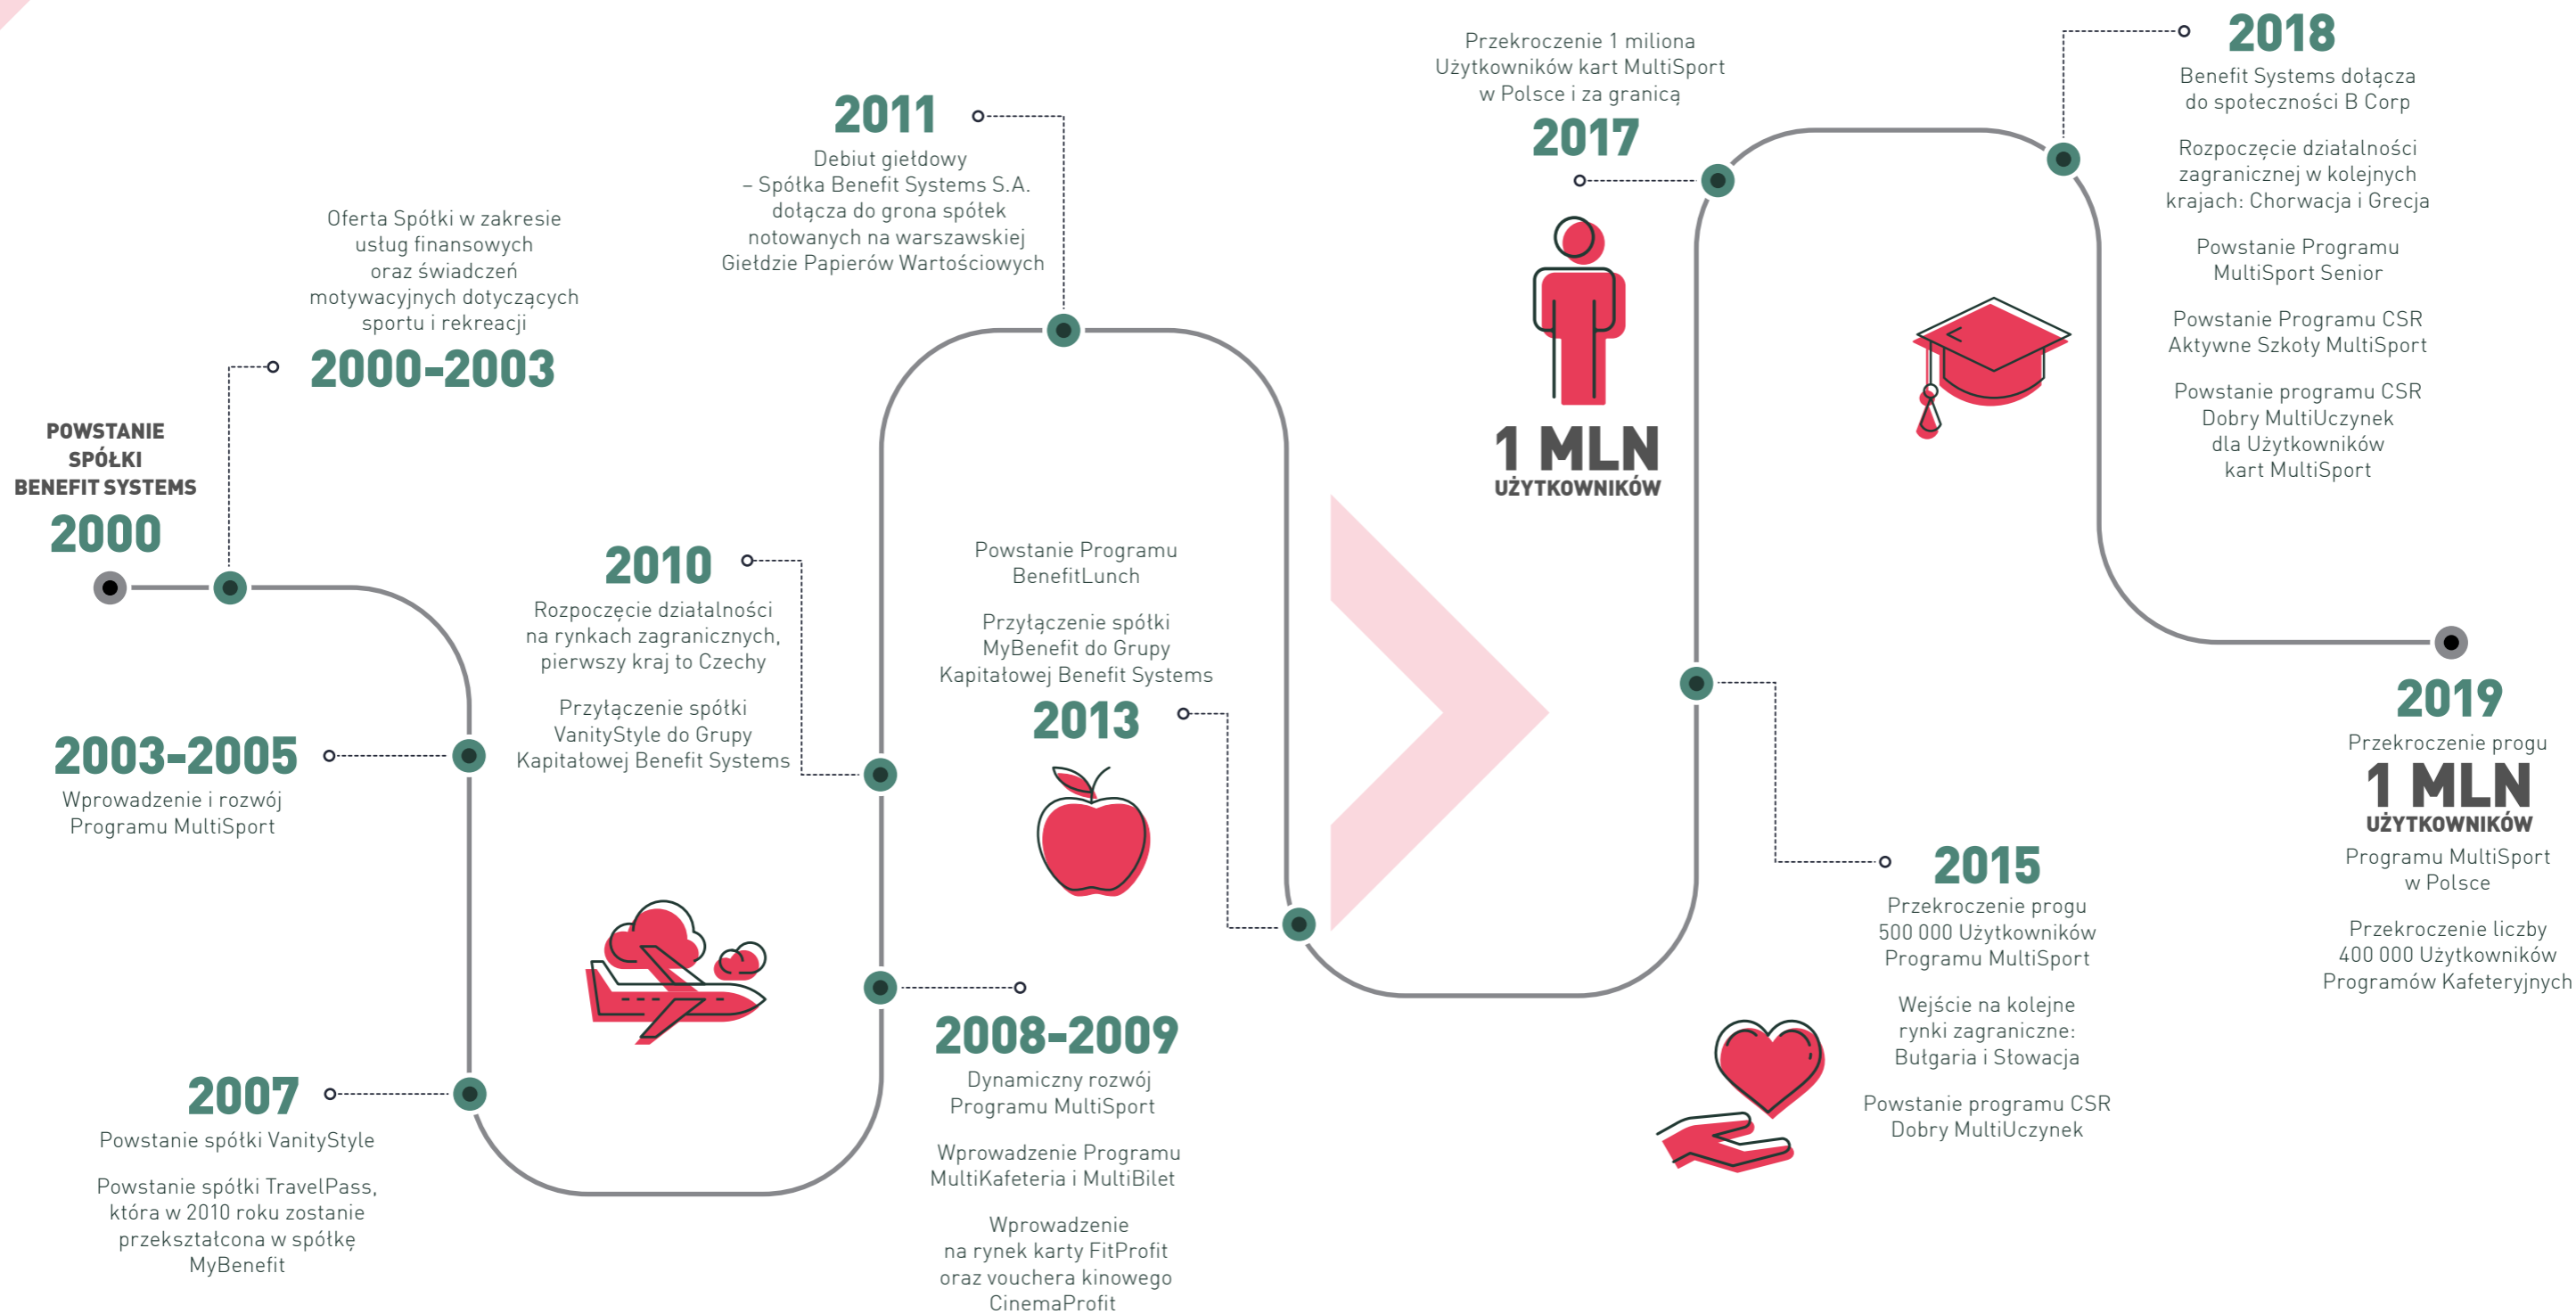 POWSTANIE
SPÓŁKI
BENEFIT SYSTEMS
2000
Oferta Spółki w zakresie
usług finansowych
oraz świadczeń
motywacyjnych dotyczących
sportu i rekreacji
2000-2003
2003-2005
Wprowadzenie i rozwój
Programu MultiSport
2007
Powstanie spółki VanityStyle
Powstanie spółki TravelPass,
która w 2010 roku zostanie
przekształcona w spółkę
MyBenefit
2008-2009
Dynamiczny rozwój
Programu MultiSport
Wprowadzenie Programu
MultiKafeteria i MultiBilet
Wprowadzenie
na rynek karty FitProfit
oraz vouchera kinowego
CinemaProfit
2010
Rozpoczęcie działalności
na rynkach zagranicznych,
pierwszy kraj to Czechy
Przyłączenie spółki
VanityStyle do Grupy
Kapitałowej Benefit Systems
2011
Debiut giełdowy
– Spółka Benefit Systems S.A.
dołącza do grona spółek
notowanych na warszawskiej
Giełdzie Papierów Wartościowych
Powstanie Programu
BenefitLunch
Przyłączenie spółki
MyBenefit do Grupy
Kapitałowej Benefit Systems
2013
2015
Przekroczenie progu
500 000 Użytkowników
Programu MultiSport
Wejście na kolejne
rynki zagraniczne:
Bułgaria i Słowacja
Powstanie programu CSR
Dobry MultiUczynek
Przekroczenie 1 miliona
Użytkowników kart MultiSport
w Polsce i za granicą
2017
1 MLN
UŻYTKOWNIKÓW
2018
Benefit Systems dołącza
do społeczności B Corp
Rozpoczęcie działalności
zagranicznej w kolejnych
krajach: Chorwacja i Grecja
Powstanie Programu
MultiSport Senior
Powstanie Programu CSR
Aktywne Szkoły MultiSport
Powstanie programu CSR
Dobry MultiUczynek
dla Użytkowników
kart MultiSport
2019
Przekroczenie progu
1 MLN
UŻYTKOWNIKÓW
Programu MultiSport
w Polsce
Przekroczenie liczby
400 000 Użytkowników
Programów Kafeteryjnych